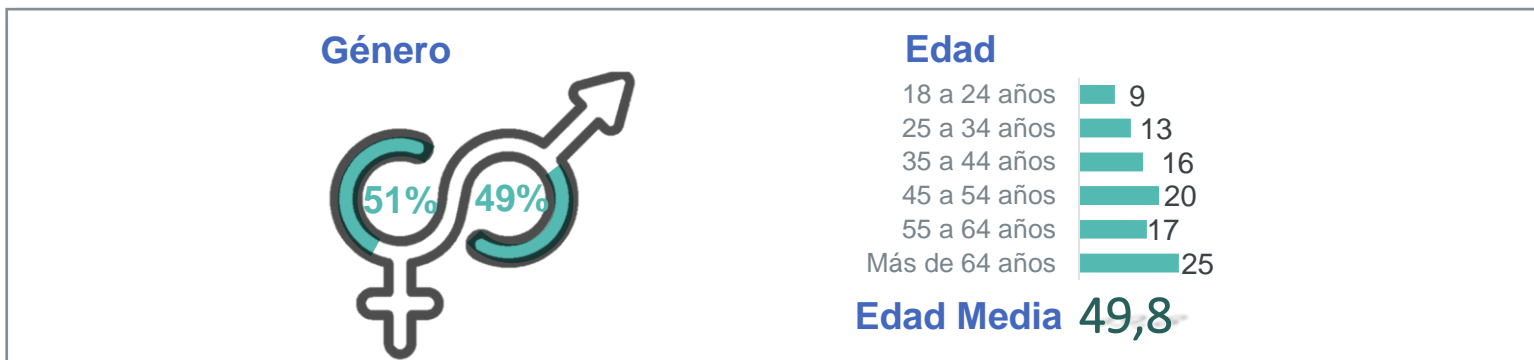 Género
51% 49%
Edad
18 a 24 años 9
25 a 34 años 13
35 a 44 años 16
45 a 54 años 20
55 a 64 años 17
Más de 64 años 25
Edad Media 49,8